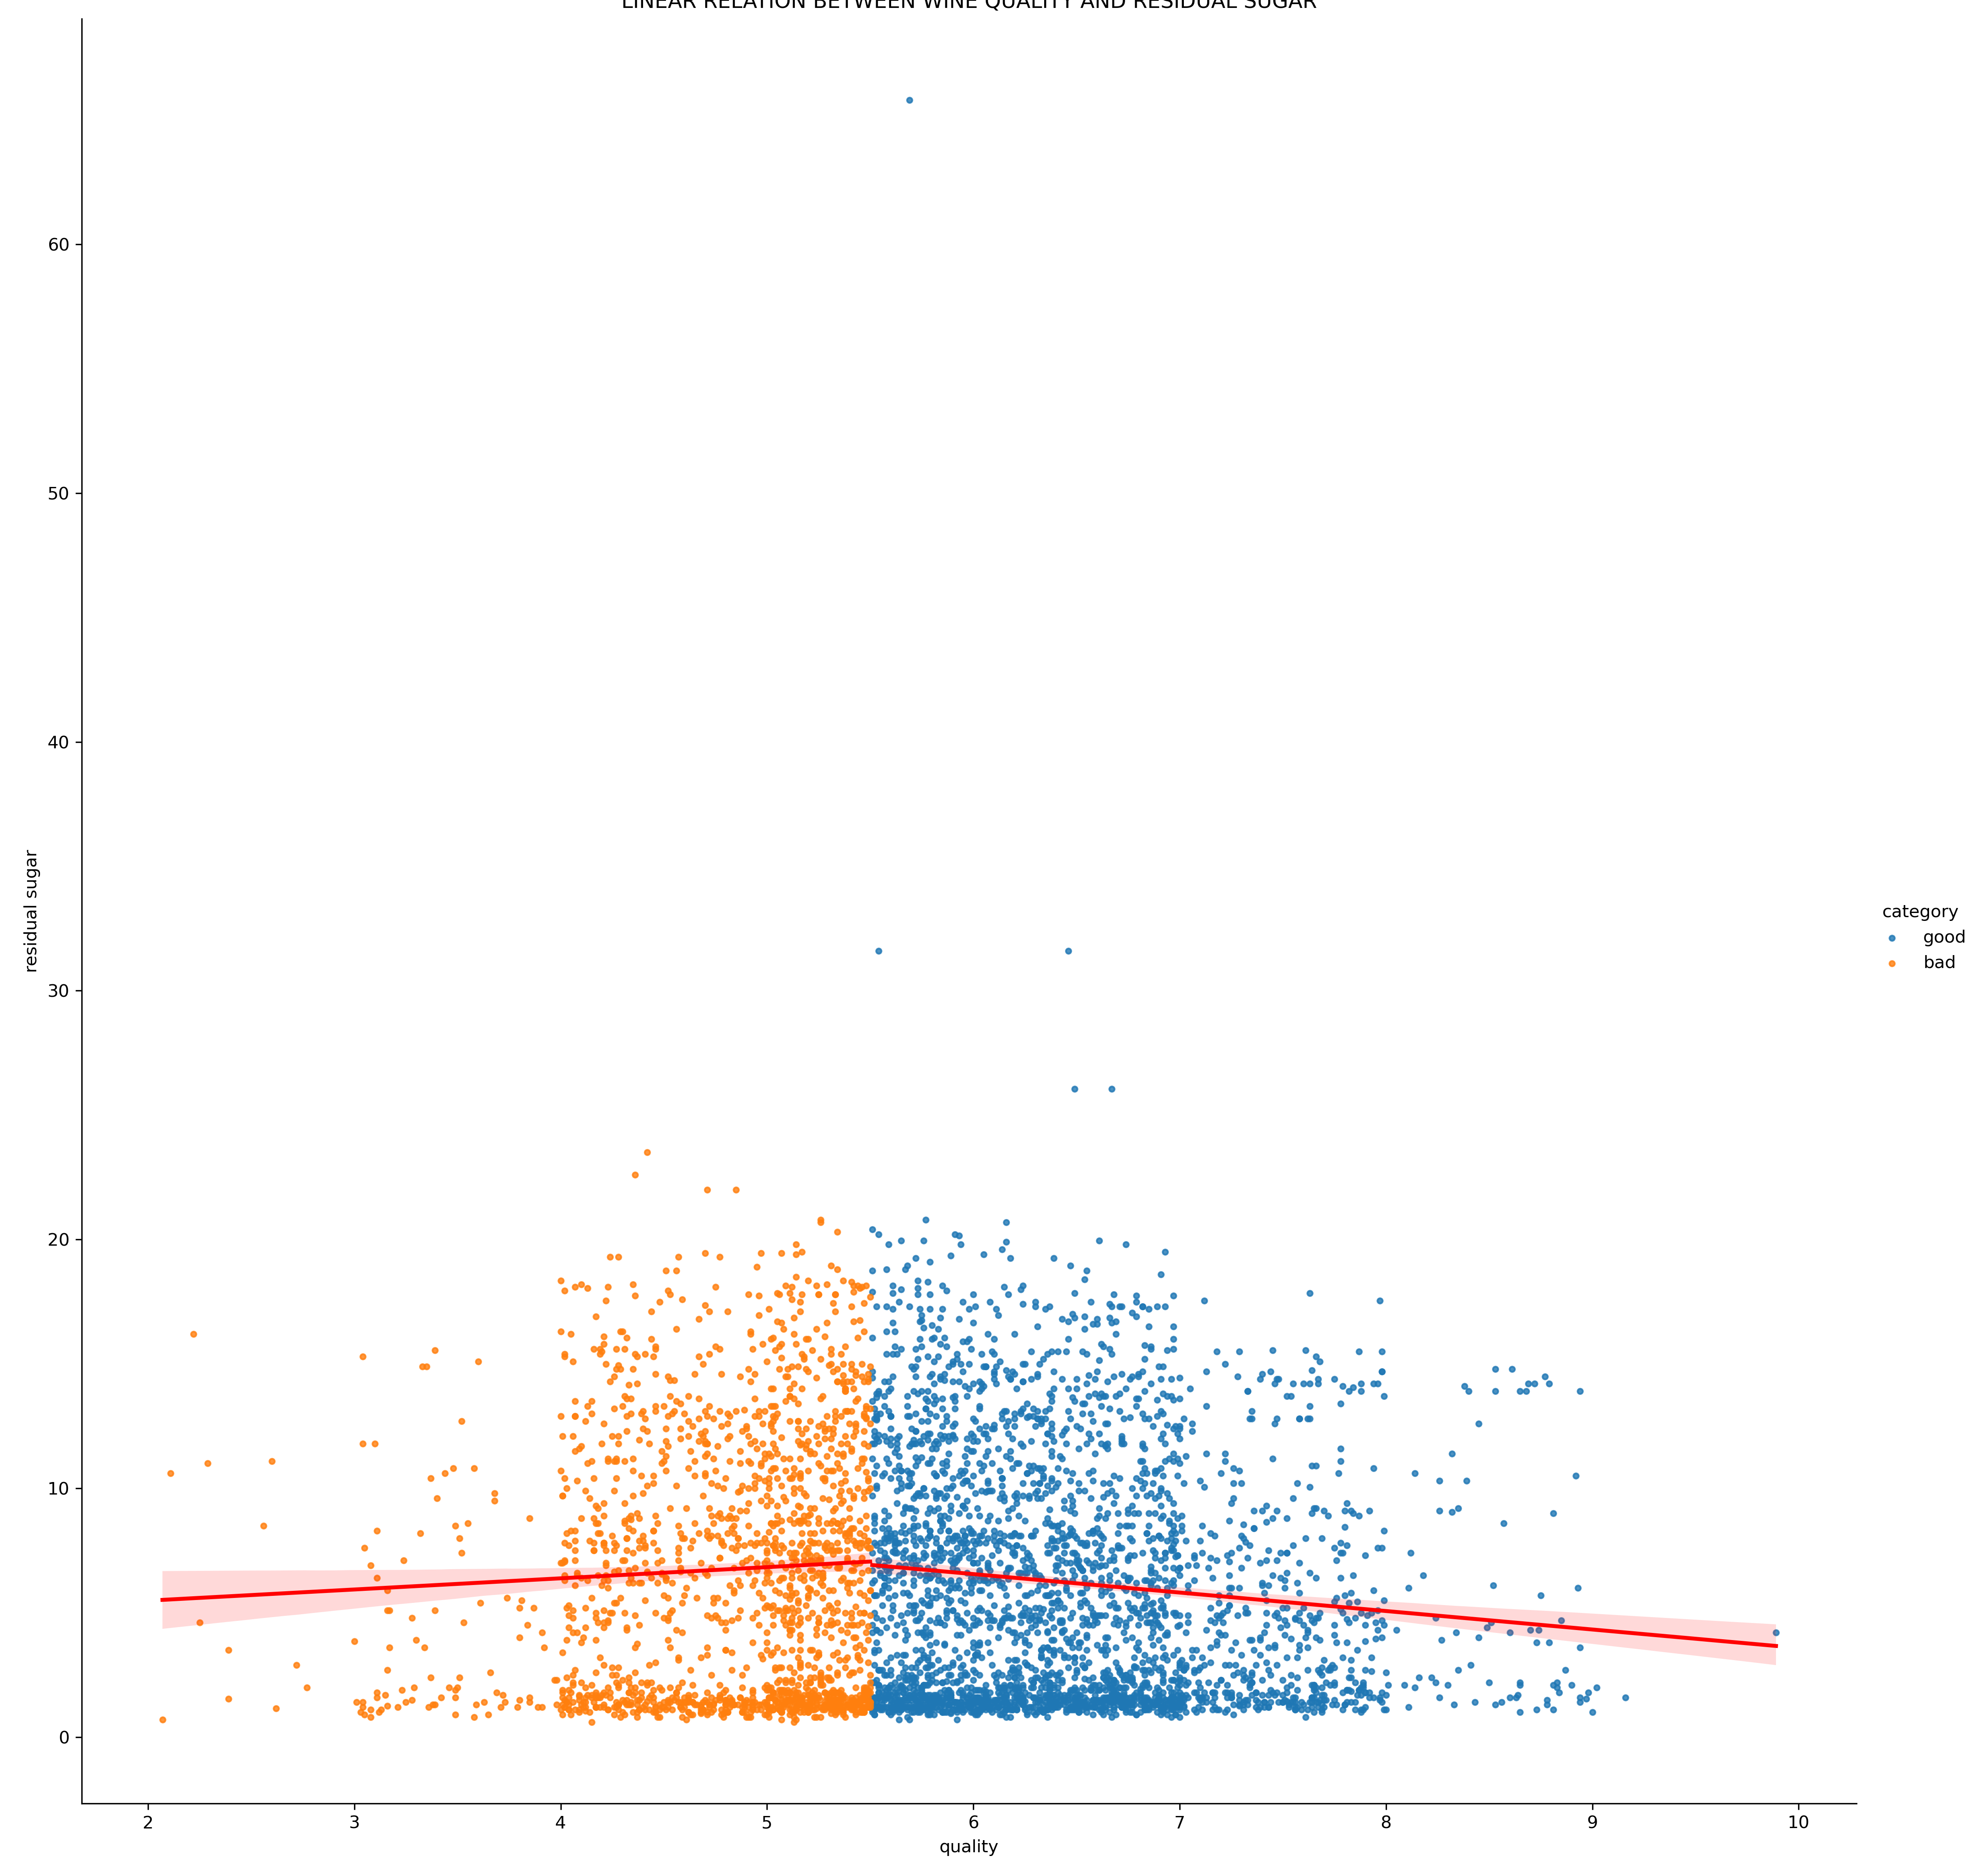 LINEAR RELATION BETWEEN WINE QUALITY AND RESIDUAL SUGAR
60
50
40
30
20
10
0
residual sugar
category
good
bad
2 3 4 5 6 7 8 9 10
quality